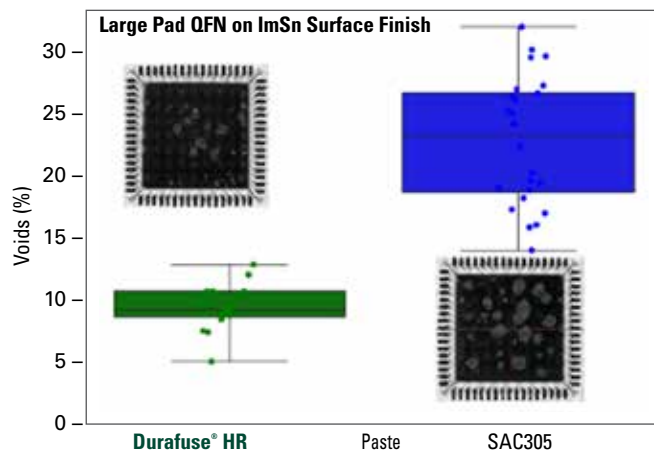 Large Pad QFN on ImSn Surface Finish
Voids (%)
30 –
25 –
20 –
15 –
10 –
5 –
0 –
Durafuse® HR Paste SAC305